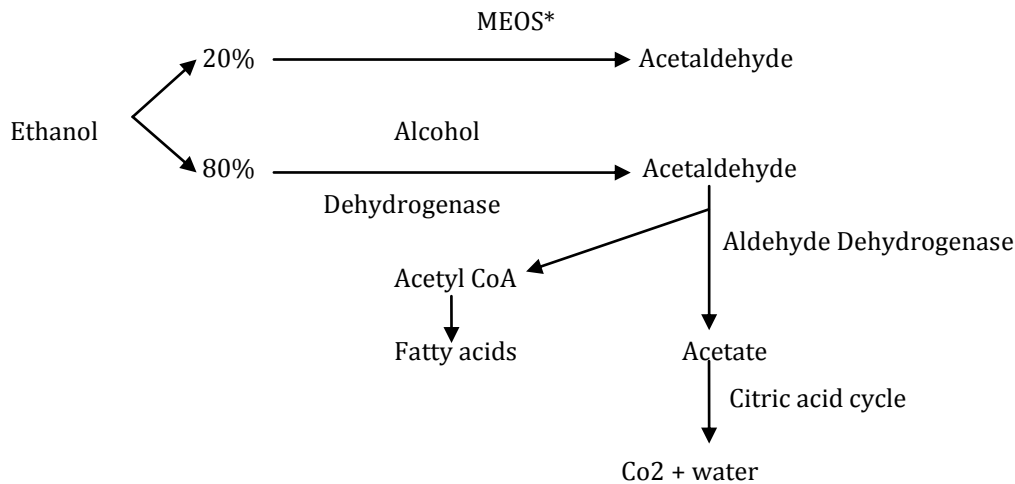 MEOS*
20%
Acetaldehyde
Ethanol
Alcohol
80%
Acetaldehyde
Dehydrogenase
Aldehyde Dehydrogenase
Acetyl CoA
Fatty acids
Acetate
Citric acid cycle
Co2 + water